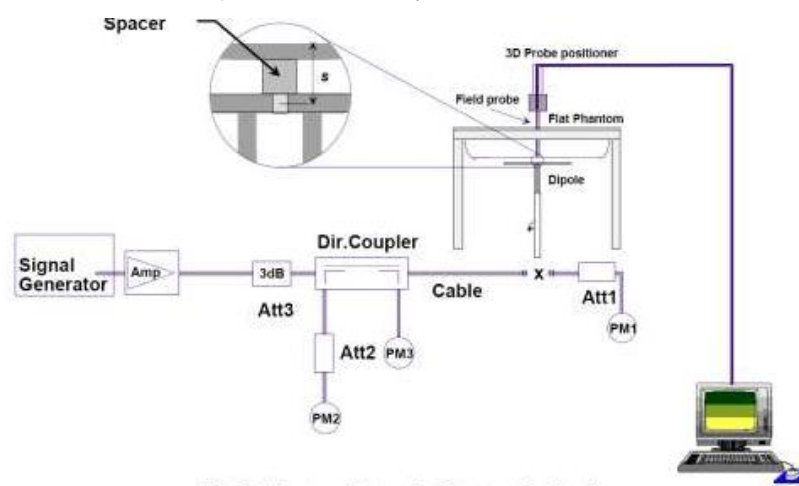 Spacer
s
3D Probe positioner
Field probe
Flat Phantom
Dipole
Signal
Generator
Amp
3dB
Att3
Dir.Coupler
Cable
x
Att1
PM1
Att2
PM3
PM2